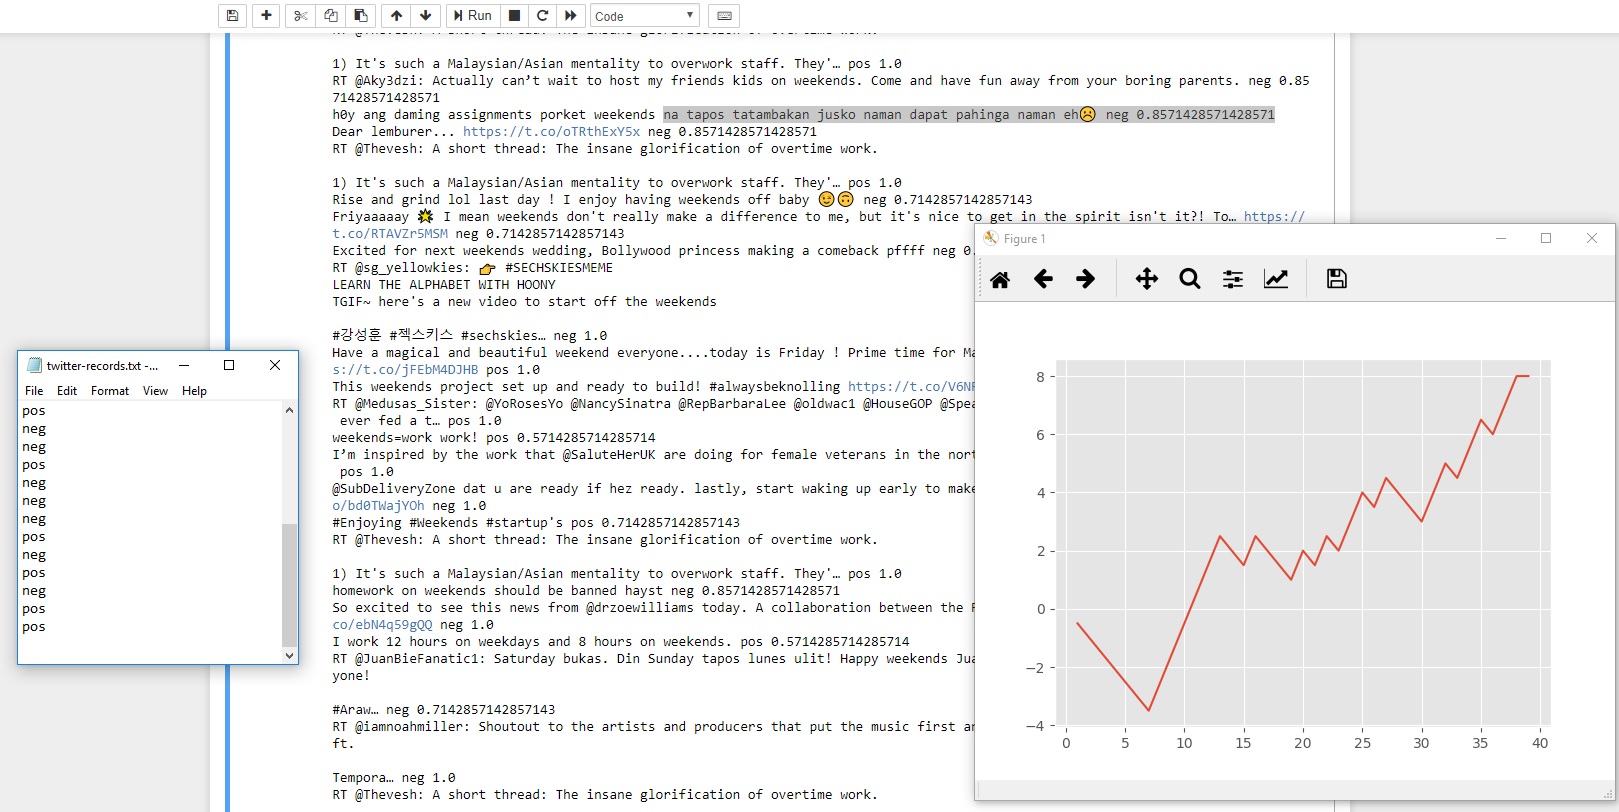 Run
Code
1) It's such a Malaysian/Asian mentality to overwork staff. They'… pos 1.0
RT @Aky3dzi: Actually can’t wait to host my friends kids on weekends. Come and have fun away from your boring parents. neg 0.85
71428571428571
h0y ang daming assignments porket weekends na tapos tatambakan jusko naman dapat pahinga naman eh☹ neg 0.8571428571428571
Dear lemburer... https://t.co/oTRthExY5x neg 0.8571428571428571
RT @Thevesh: A short thread: The insane glorification of overtime work.
1) It's such a Malaysian/Asian mentality to overwork staff. They'… pos 1.0
Rise and grind lol last day ! I enjoy having weekends off baby 😉🙃 neg 0.7142857142857143
Friyaaaaay 🌟 I mean weekends don't really make a difference to me, but it's nice to get in the spirit isn't it?! To… https://
t.co/RTAVZr5MSM neg 0.7142857142857143
Excited for next weekends wedding, Bollywood princess making a comeback pffff neg 0.
RT @sg_yellowkies: 👉 #SECHSKIESMEME
LEARN THE ALPHABET WITH HOONY
TGIF~ here's a new video to start off the weekends
#강성훈 #젝스키스 #sechskies… neg 1.0
Have a magical and beautiful weekend everyone....today is Friday ! Prime time for Ma
s://t.co/jFEbM4DJHB pos 1.0
This weekends project set up and ready to build! #alwaysbeknolling https://t.co/V6NF
RT @Medusas_Sister: @YoRosesYo @NancySinatra @RepBarbaraLee @oldwac1 @HouseGOP @Spea
ever fed a t… pos 1.0
weekends=work work! pos 0.5714285714285714
I’m inspired by the work that @SaluteHerUK are doing for female veterans in the nort
pos 1.0
@SubDeliveryZone dat u are ready if hez ready. lastly, start waking up early to make
o/bd0TWajYOh neg 1.0
#Enjoying #Weekends #startup's pos 0.7142857142857143
RT @Thevesh: A short thread: The insane glorification of overtime work.
1) It's such a Malaysian/Asian mentality to overwork staff. They'… pos 1.0
homework on weekends should be banned hayst neg 0.8571428571428571
So excited to see this news from @drzoewilliams today. A collaboration between the
co/ebN4q59gQQ neg 1.0
I work 12 hours on weekdays and 8 hours on weekends. pos 0.5714285714285714
RT @JuanBieFanatic1: Saturday bukas. Din Sunday tapos lunes ulit! Happy weekends Jua
yone!
#Araw… neg 0.7142857142857143
RT @iamnoahmiller: Shoutout to the artists and producers that put the music first an
ft.
Tempora… neg 1.0
RT @Thevesh: A short thread: The insane glorification of overtime work.
twitter-records.txt -...
File Edit Format View Help
pos
neg
neg
pos
neg
neg
neg
pos
neg
pos
neg
pos
pos
Figure 1
8
6
4
2
0
−2
−4
0 5 10 15 20 25 30 35 40